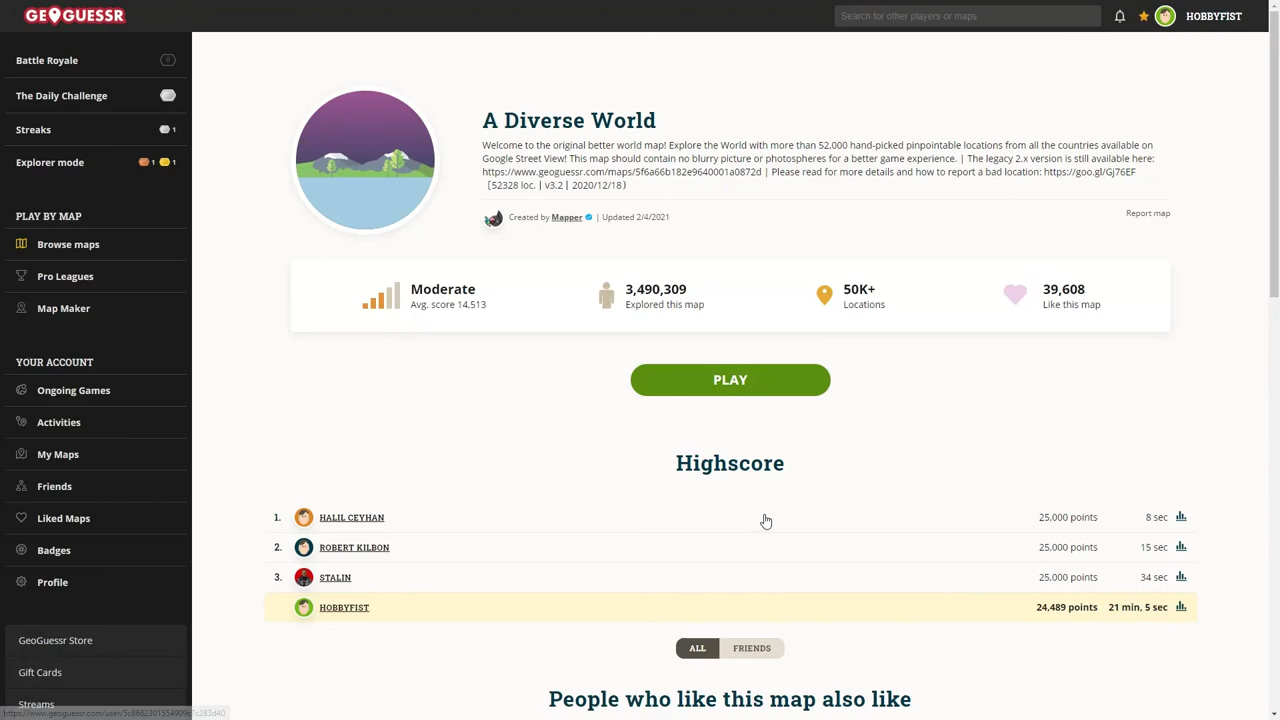 GEOGUESSR
Search for other players or maps
HOBBYFIST
Battle Royale
The Daily Challenge
Streaks
1
Explorer mode
1
1
PLAY BY MAP
Browse maps
Pro Leagues
Map Maker
YOUR ACCOUNT
Ongoing Games
Activities
My Maps
Friends
Liked Maps
Badges
Profile
GeoGuessr Store
Gift Cards
Streams
A Diverse World
Welcome to the original better world map! Explore the World with more than 52,000 hand-picked pinpointable locations from all the countries available on
Google Street View! This map should contain no blurry picture or photospheres for a better game experience. | The legacy 2.x version is still available here:
https://www.geoguessr.com/maps/5f6a66b182e9640001a0872d | Please read for more details and how to report a bad location: https://goo.gl/Gj76EF
[52328 loc. | v3.2 | 2020/12/18)
Created by Mapper | Updated 2/4/2021
Report map
Moderate
Avg. score 14,513
3,490,309
Explored this map
50K+
Locations
39,608
Like this map
PLAY
Highscore
1. HALIL CEYHAN 25,000 points 8 sec
2. ROBERT KILBON 25,000 points 15 sec
3. STALIN 25,000 points 34 sec
HOBBYFIST 24,489 points 21 min, 5 sec
ALL FRIENDS
People who like this map also like